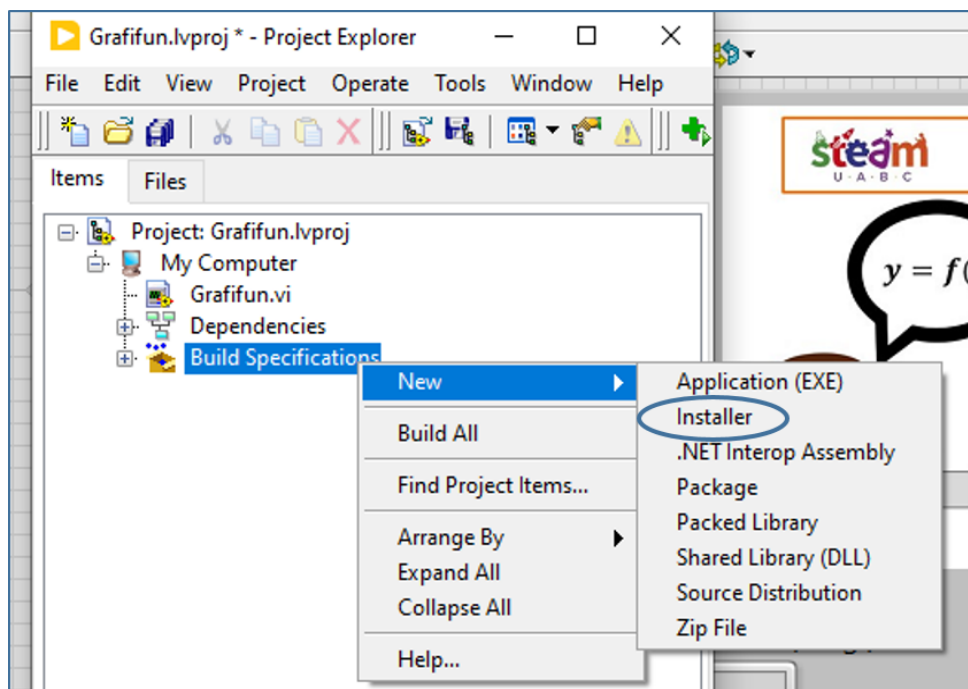 Grafifun.lvproj * - Project Explorer
File Edit View Project Operate Tools Window Help
steam
U·A·B·C
Items Files
Project: Grafifun.lvproj
My Computer
Grafifun.vi
Dependencies
Build Specifications
y = f(
New
Build All
Find Project Items...
Arrange By
Expand All
Collapse All
Help...
Application (EXE)
Installer
.NET Interop Assembly
Package
Packed Library
Shared Library (DLL)
Source Distribution
Zip File